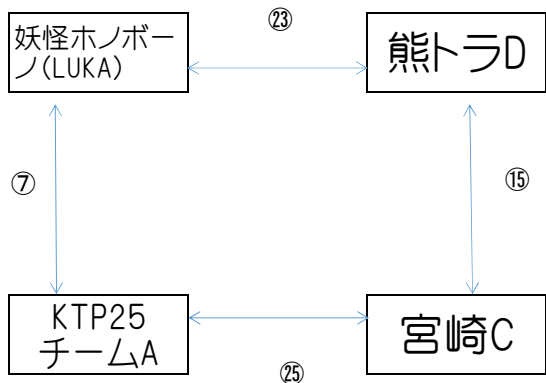 ㉓
妖怪ホノボー
ノ(LUKA)
熊トラD
⑦
⑮
KTP25
チームA
宮崎C
㉕